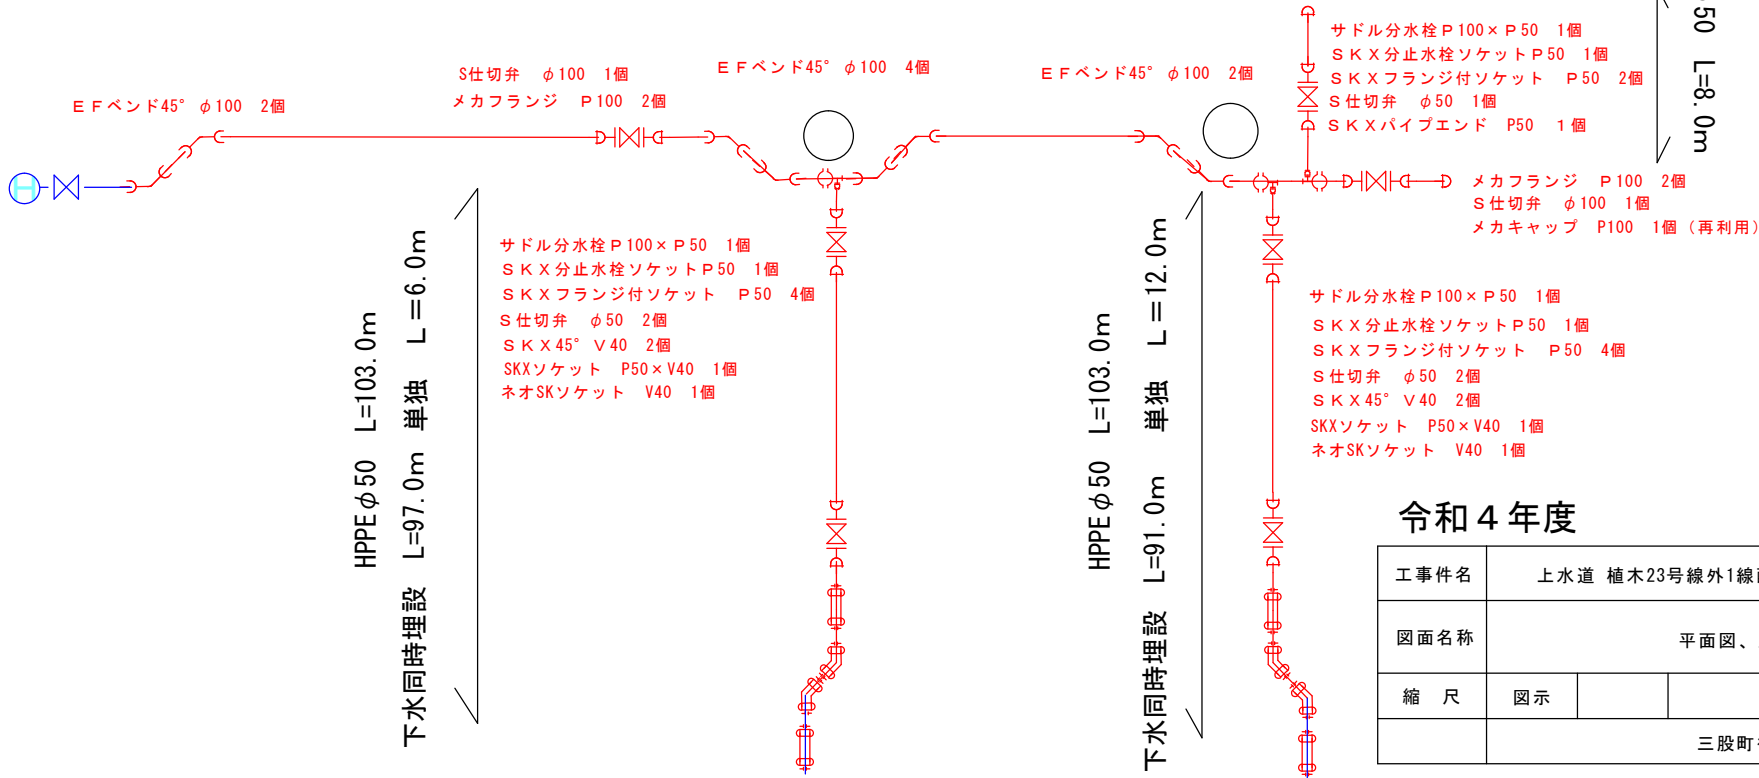 ＥＦベンド45° φ100 2個
S仕切弁 φ100 1個
メカフランジ P100 2個
ＥＦベンド45° φ100 4個
ＥＦベンド45° φ100 2個
サドル分水栓Ｐ100×Ｐ50 1個
ＳＫＸ分止水栓ソケットＰ50 1個
ＳＫＸフランジ付ソケット Ｐ50 2個
Ｓ仕切弁 φ50 1個
ＳＫＸパイプエンド P50 １個
50 L=8.0m
H
メカフランジ P100 2個
Ｓ仕切弁 φ100 1個
メカキャップ P100 1個（再利用）
サドル分水栓Ｐ100×Ｐ50 1個
ＳＫＸ分止水栓ソケットＰ50 1個
ＳＫＸフランジ付ソケット Ｐ50 4個
Ｓ仕切弁 φ50 2個
ＳＫＸ45° Ｖ40 2個
SKXソケット P50×V40 1個
ネオSKソケット V40 1個
HPPEφ50 L=103.0m
下水同時埋設 L=97.0m 単独 Ｌ＝6.0m
サドル分水栓Ｐ100×Ｐ50 1個
ＳＫＸ分止水栓ソケットＰ50 1個
ＳＫＸフランジ付ソケット Ｐ50 4個
Ｓ仕切弁 φ50 2個
ＳＫＸ45° Ｖ40 2個
SKXソケット P50×V40 1個
ネオSKソケット V40 1個
HPPEφ50 L=103.0m
下水同時埋設 L=91.0m 単独 Ｌ＝12.0m
令和４年度
工事件名 上水道 植木23号線外1線
図面名称 平面図、
縮 尺 図示
三股町